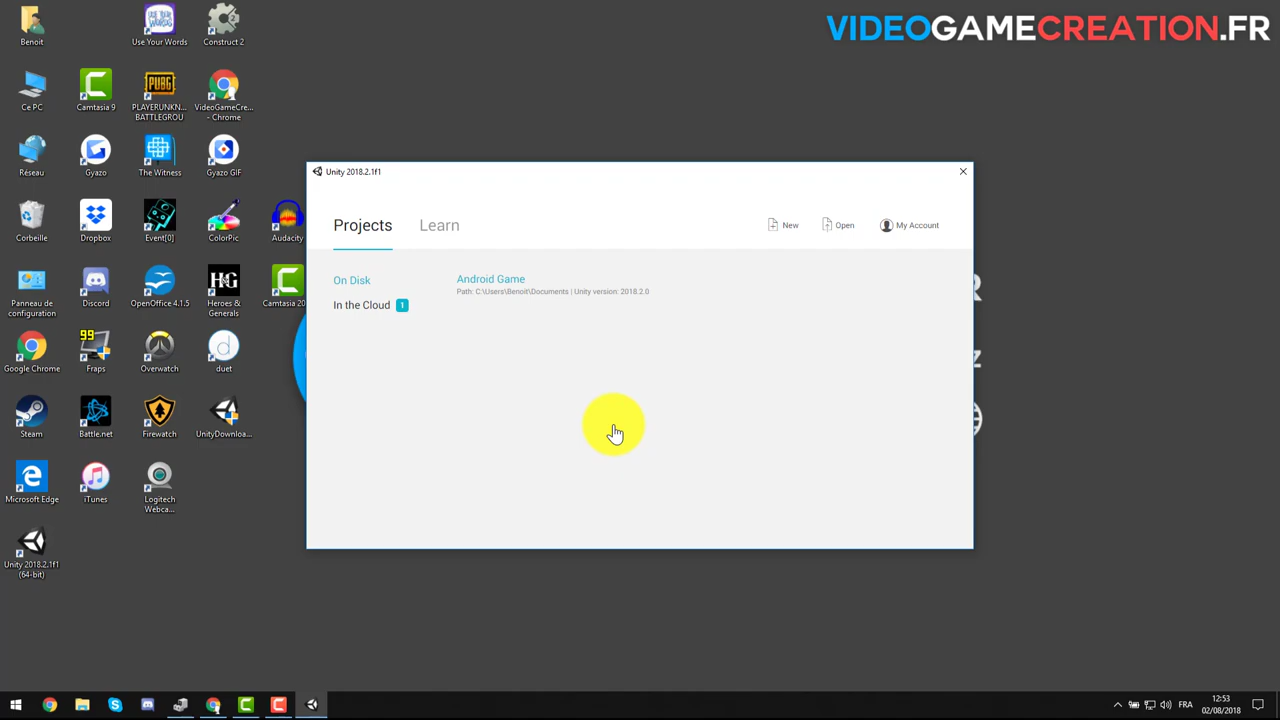 VIDEOGAMECREATION.FR
Benoit
Use Your Words
Construct 2
Ce PC
Camtasia 9
PLAYERUNKN...
BATTLEGROU
VideoGameCre...
- Chrome
Réseau
Gyazo
The Witness
Gyazo GIF
Corbeille
Dropbox
Event[0]
ColorPic
Audacity
Panneau de
configuration
Discord
OpenOffice 4.1.5
H&G
Heroes &
Generals
Camtasia 20
Google Chrome
99
Fraps
Overwatch
duet
Steam
Battle.net
Firewatch
UnityDownloa...
Microsoft Edge
iTunes
Logitech
Webca...
Unity 2018.2.1f1
(64-bit)
Unity 2018.2.1f1
Projects
Learn
New
Open
My Account
On Disk
In the Cloud 1
Android Game
Path: C:\Users\Benoit\Documents | Unity version: 2018.2.0
R
z
FRA
12:53
02/08/2018